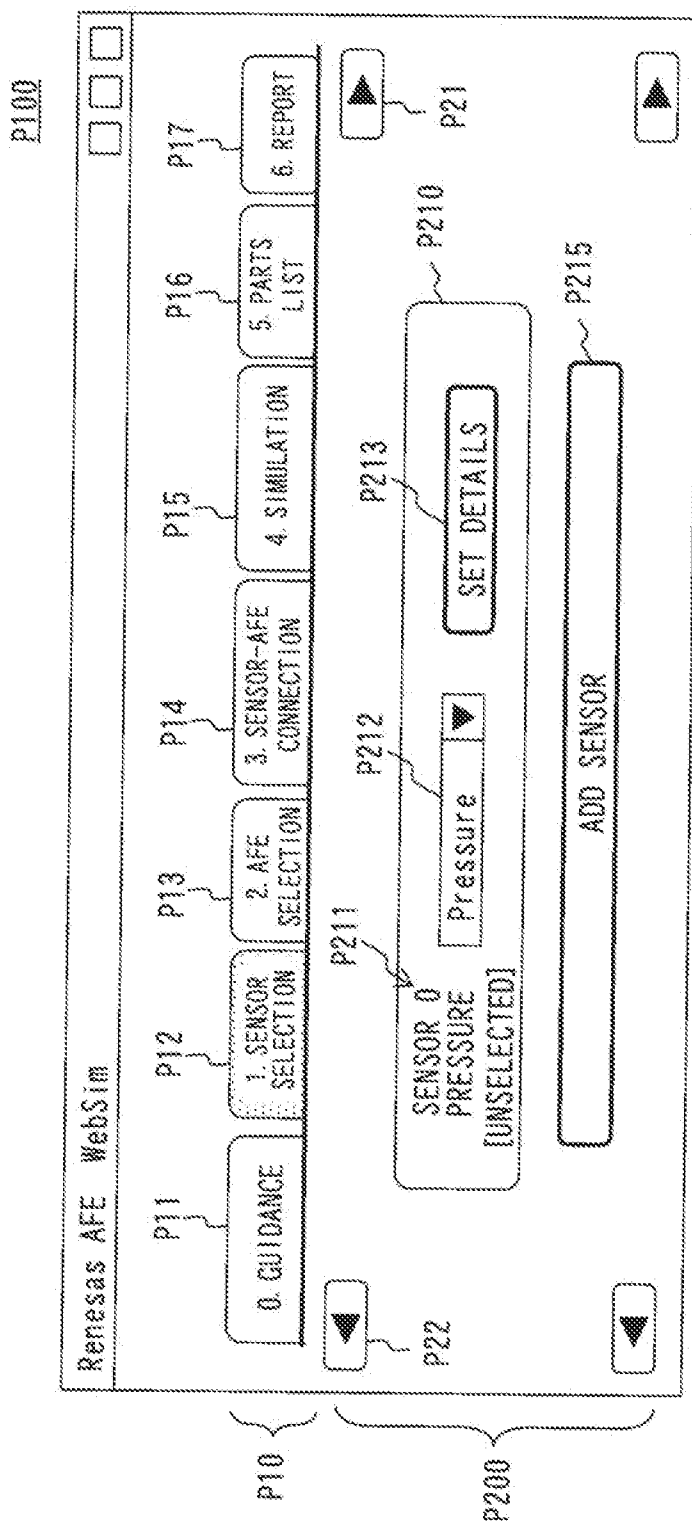 P100
Renesas AFE WebSim
P10
P11
P12
P13
P14
P15
P16
P17
0. GUIDANCE
1. SENSOR
SELECTION
2. AFE
SELECTION
3. SENSOR-AFE
CONNECTION
4. SIMULATION
5. PARTS
LIST
6. REPORT
P200
P22
P21
P210
P211
SENSOR 0
PRESSURE
[UNSELECTED]
P212
Pressure
P213
SET DETAILS
P215
ADD SENSOR